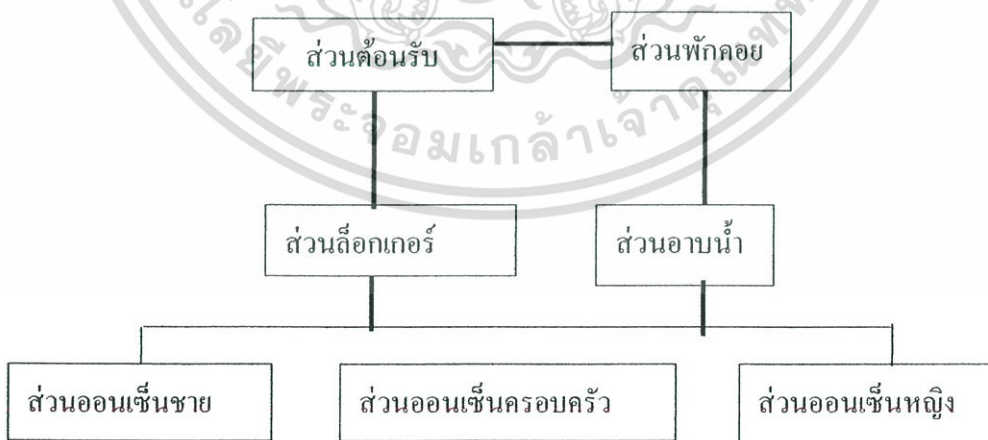 ส่วนต้อนรับ ส่วนพักคอย
ส่วนล็อกเกอร์ ส่วนอาบน้ำ
ส่วนออนเซ็นชาย ส่วนออนเซ็นครอบครัว ส่วนออนเซ็นหญิง